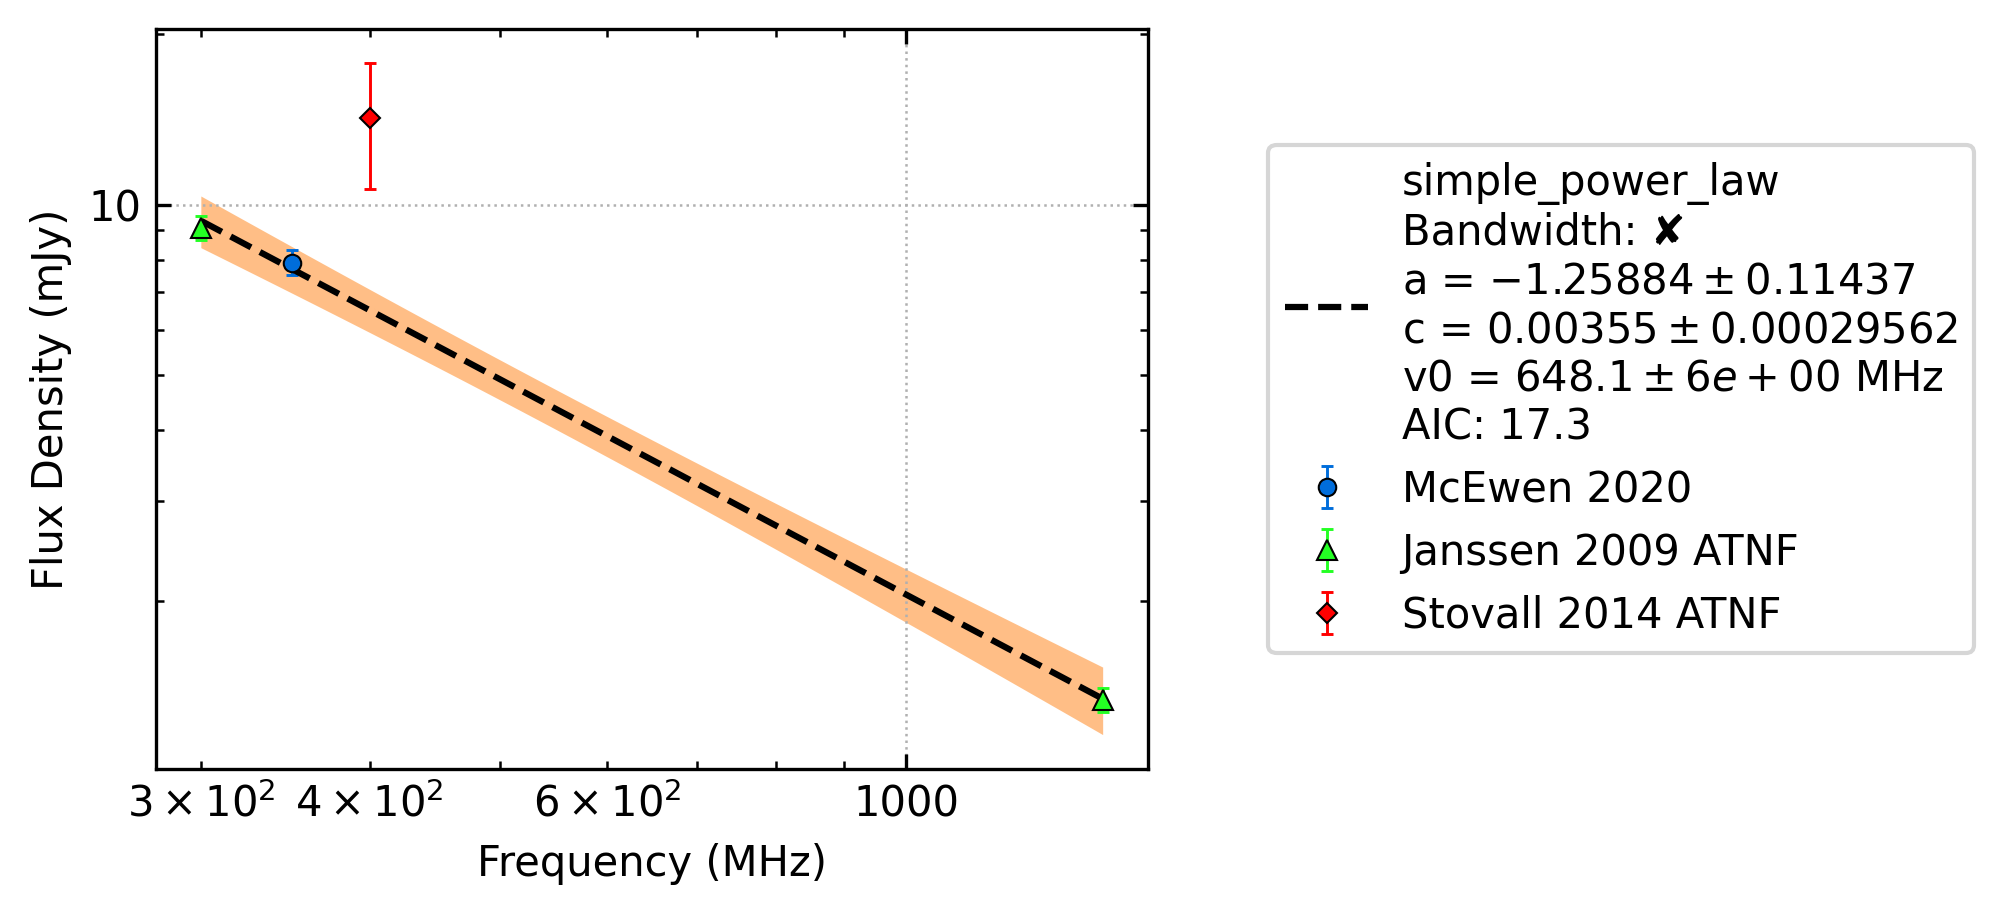 10
Flux Density (mJy)
3 × 10² 4 × 10² 6 × 10² 1000
Frequency (MHz)
simple_power_law
Bandwidth: ✘
a = −1.25884 ± 0.11437
c = 0.00355 ± 0.00029562
v0 = 648.1 ± 6e + 00 MHz
AIC: 17.3
McEwen 2020
Janssen 2009 ATNF
Stovall 2014 ATNF